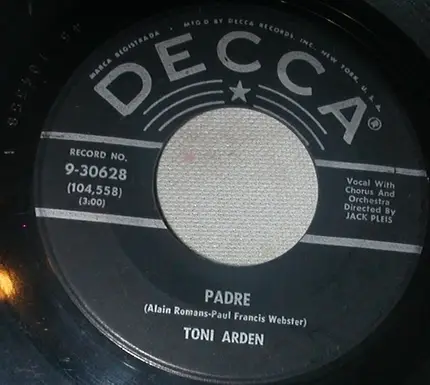 MARCA REGISTRADA • MF'D BY DECCA RECORDS, INC., NEW YORK, U.S.A.
DECCA®
RECORD NO.
9-30628
(104,558)
(3:00)
Vocal With
Chorus And
Orchestra
Directed By
JACK PLEIS
PADRE
(Alain Romans-Paul Francis Webster)
TONI ARDEN